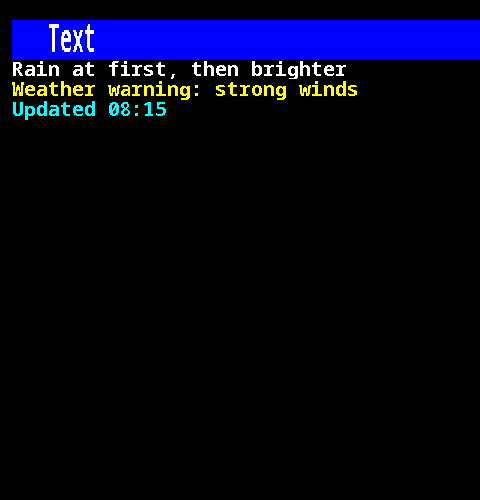 Text
Rain at first, then brighter
Weather warning: strong winds
Updated 08:15